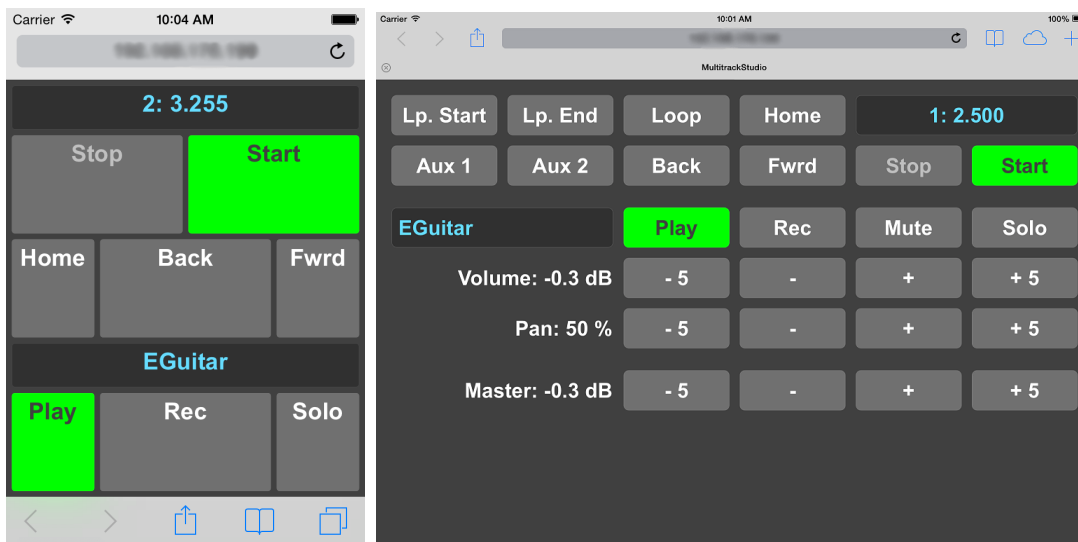 Carrier 10:04 AM
2: 3.255
Stop Start
Home Back Fwrd
EGuitar
Play Rec Solo
Carrier 10:01 AM 100%
MultitrackStudio
Lp. Start Lp. End Loop Home 1: 2.500
Aux 1 Aux 2 Back Fwrd Stop Start
EGuitar Play Rec Mute Solo
Volume: -0.3 dB - 5 - + + 5
Pan: 50 % - 5 - + + 5
Master: -0.3 dB - 5 - + + 5